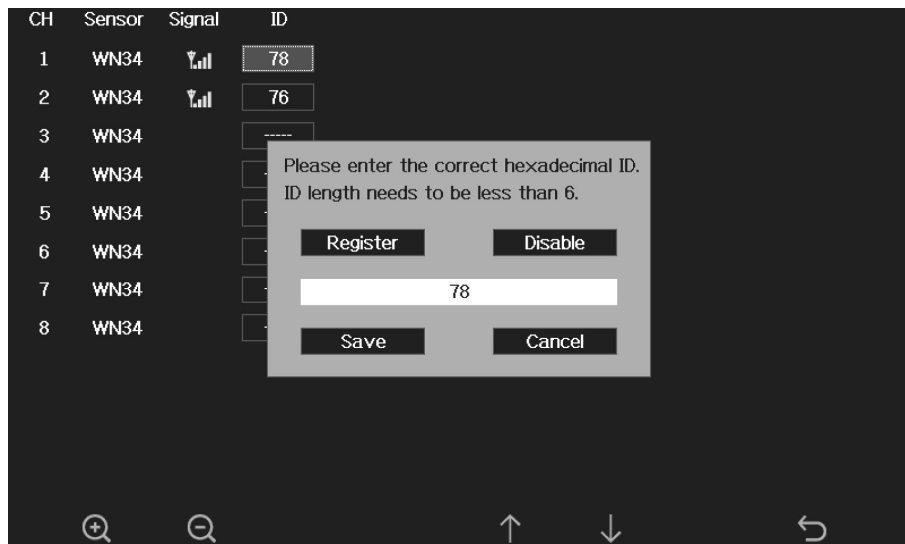 CH Sensor Signal ID
1 WN34 78
2 WN34 76
3 WN34 -----
4 WN34
5 WN34
6 WN34
7 WN34
8 WN34
Please enter the correct hexadecimal ID.
ID length needs to be less than 6.
Register Disable
78
Save Cancel